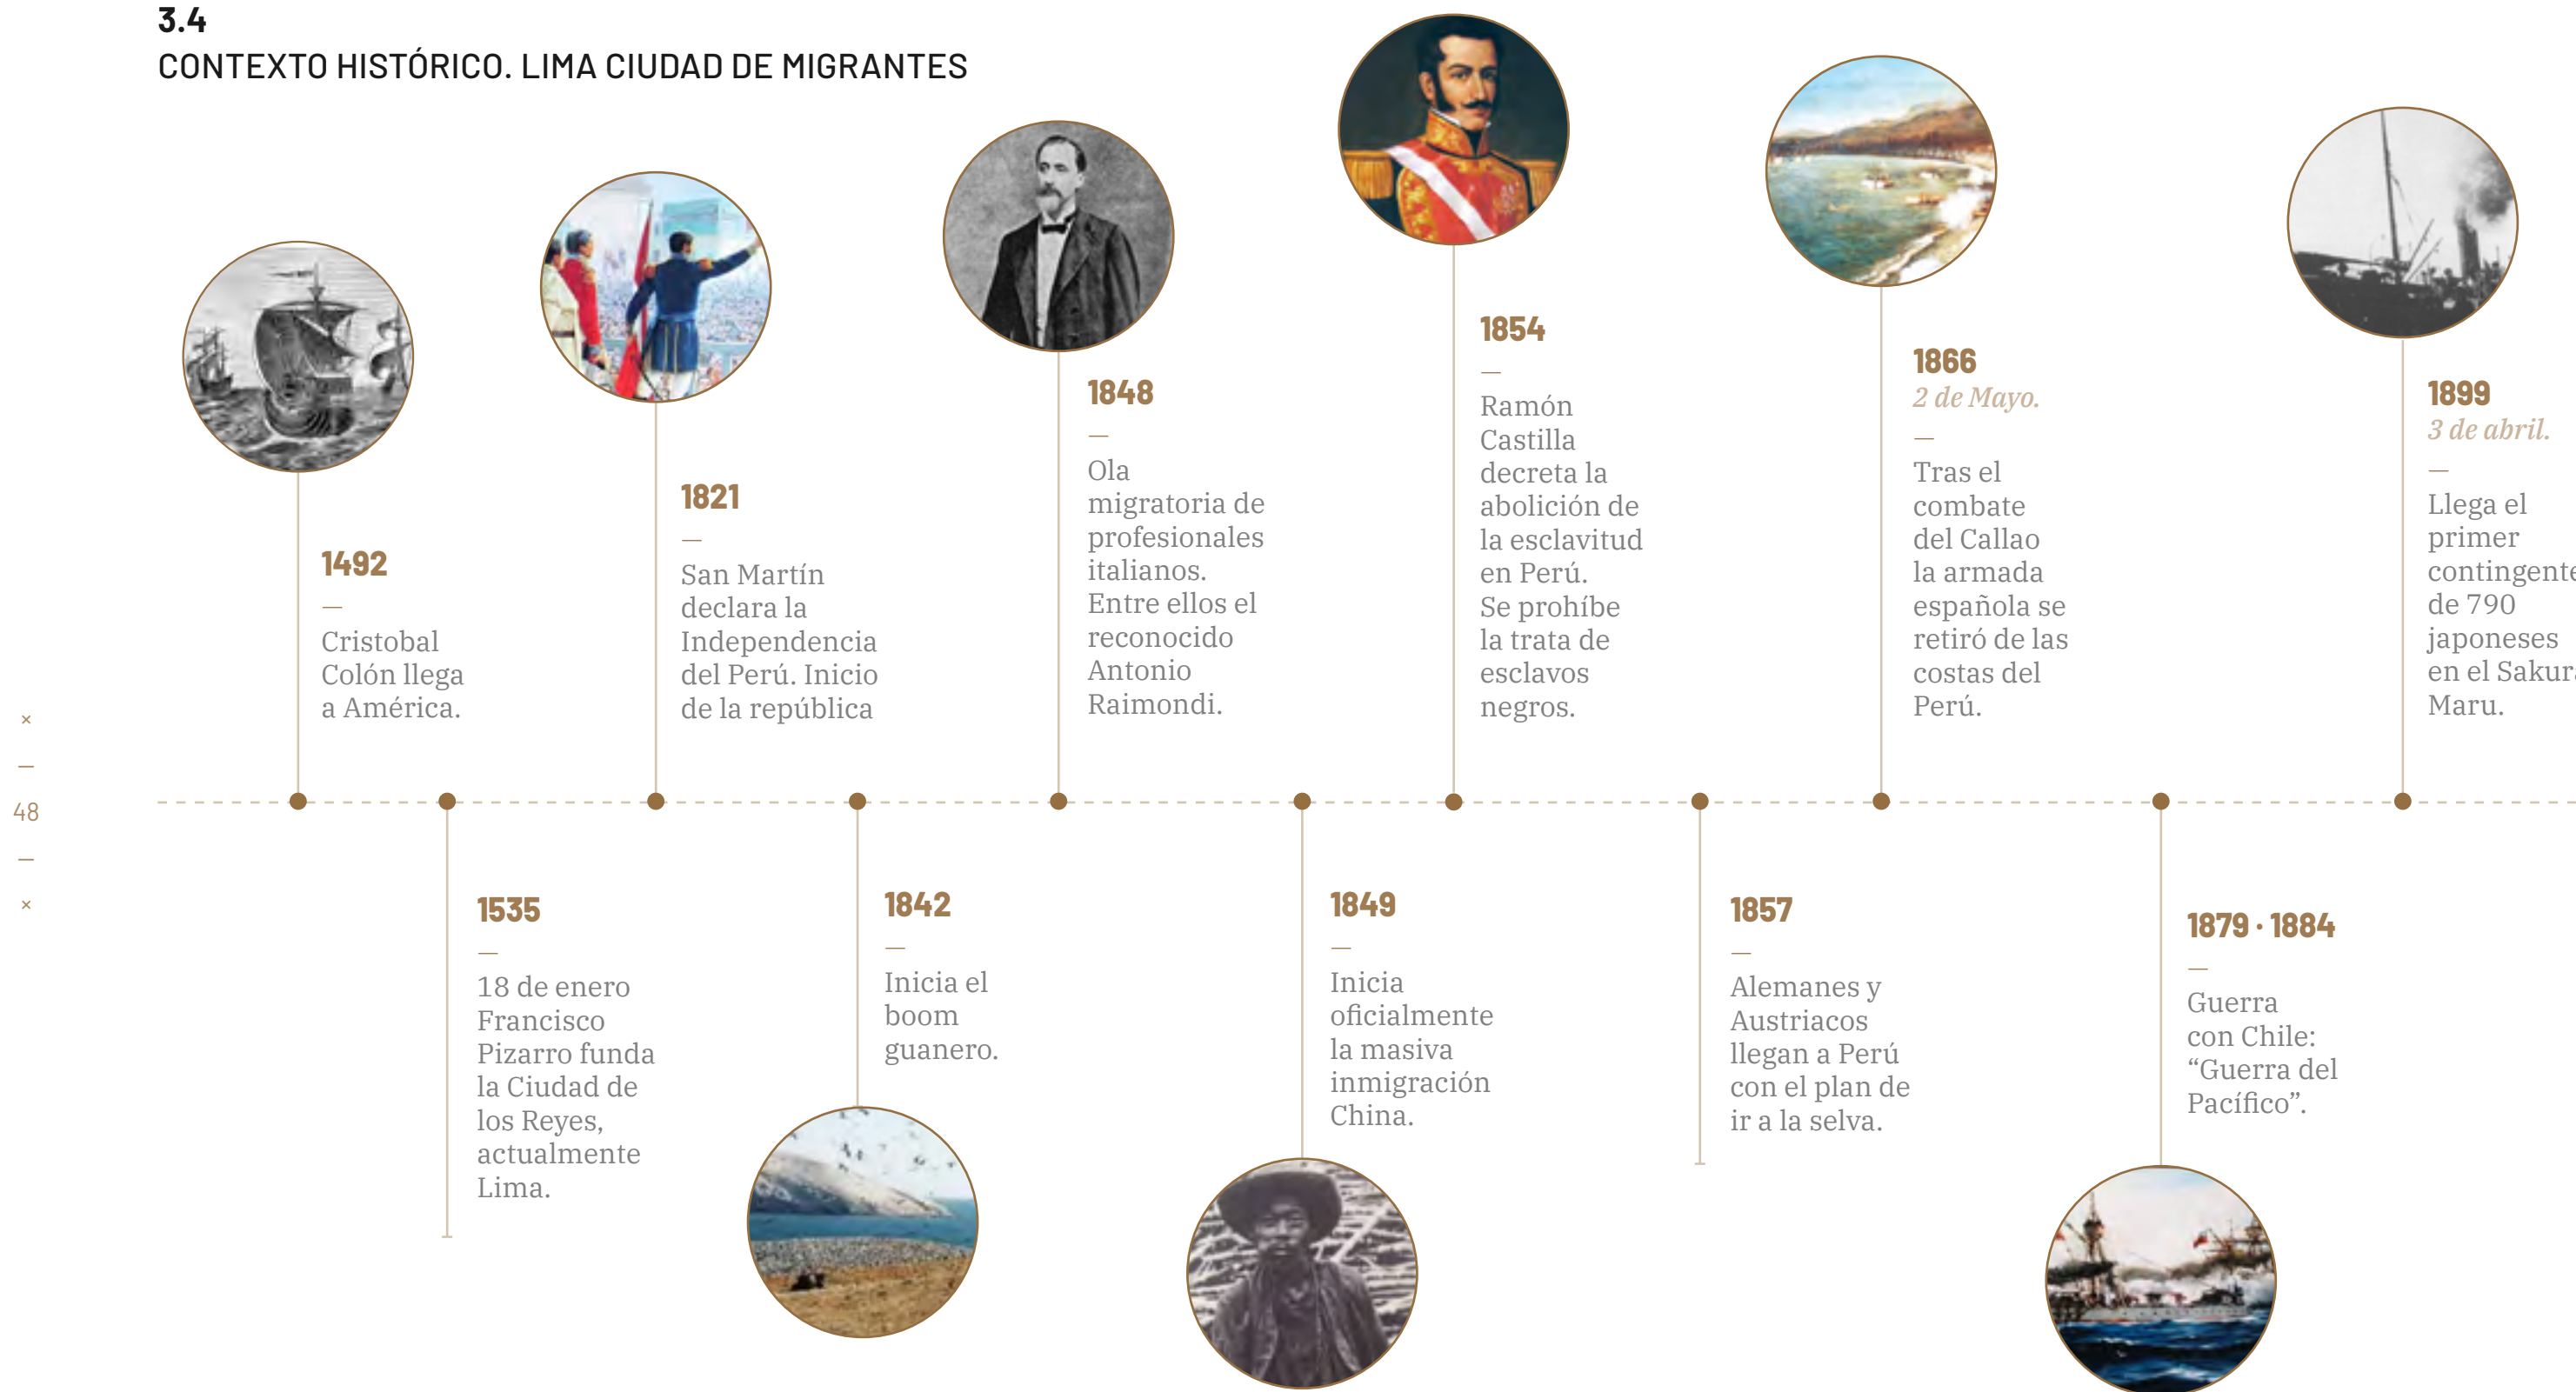 3.4
CONTEXTO HISTÓRICO. LIMA CIUDAD DE MIGRANTES
1492
—
Cristobal
Colón llega
a América.
1821
—
San Martín
declara la
Independencia
del Perú. Inicio
de la república
1848
—
Ola
migratoria de
profesionales
italianos.
Entre ellos el
reconocido
Antonio
Raimondi.
1854
—
Ramón
Castilla
decreta la
abolición de
la esclavitud
en Perú.
Se prohíbe
la trata de
esclavos
negros.
1866
2 de Mayo.
—
Tras el
combate
del Callao
la armada
española se
retiró de las
costas del
Perú.
1899
3 de abril.
—
Llega el
primer
contingente
de 790
japoneses
en el Sakura
Maru.
×
—
48
—
×
1535
—
18 de enero
Francisco
Pizarro funda
la Ciudad de
los Reyes,
actualmente
Lima.
1842
—
Inicia el
boom
guanero.
1849
—
Inicia
oficialmente
la masiva
inmigración
China.
1857
—
Alemanes y
Austriacos
llegan a Perú
con el plan de
ir a la selva.
1879 · 1884
—
Guerra
con Chile:
“Guerra del
Pacífico”.